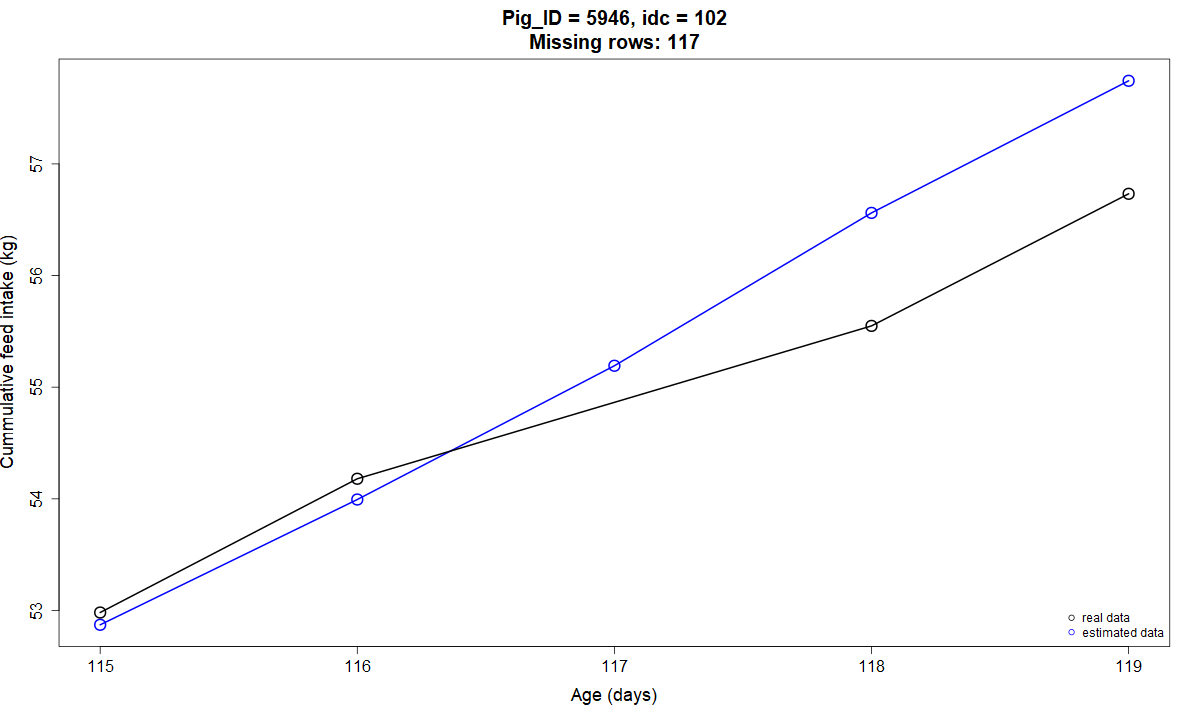 Pig_ID = 5946, idc = 102
Missing rows: 117
Cummulative feed intake (kg)
57
56
55
54
53
real data
estimated data
115 116 117 118 119
Age (days)